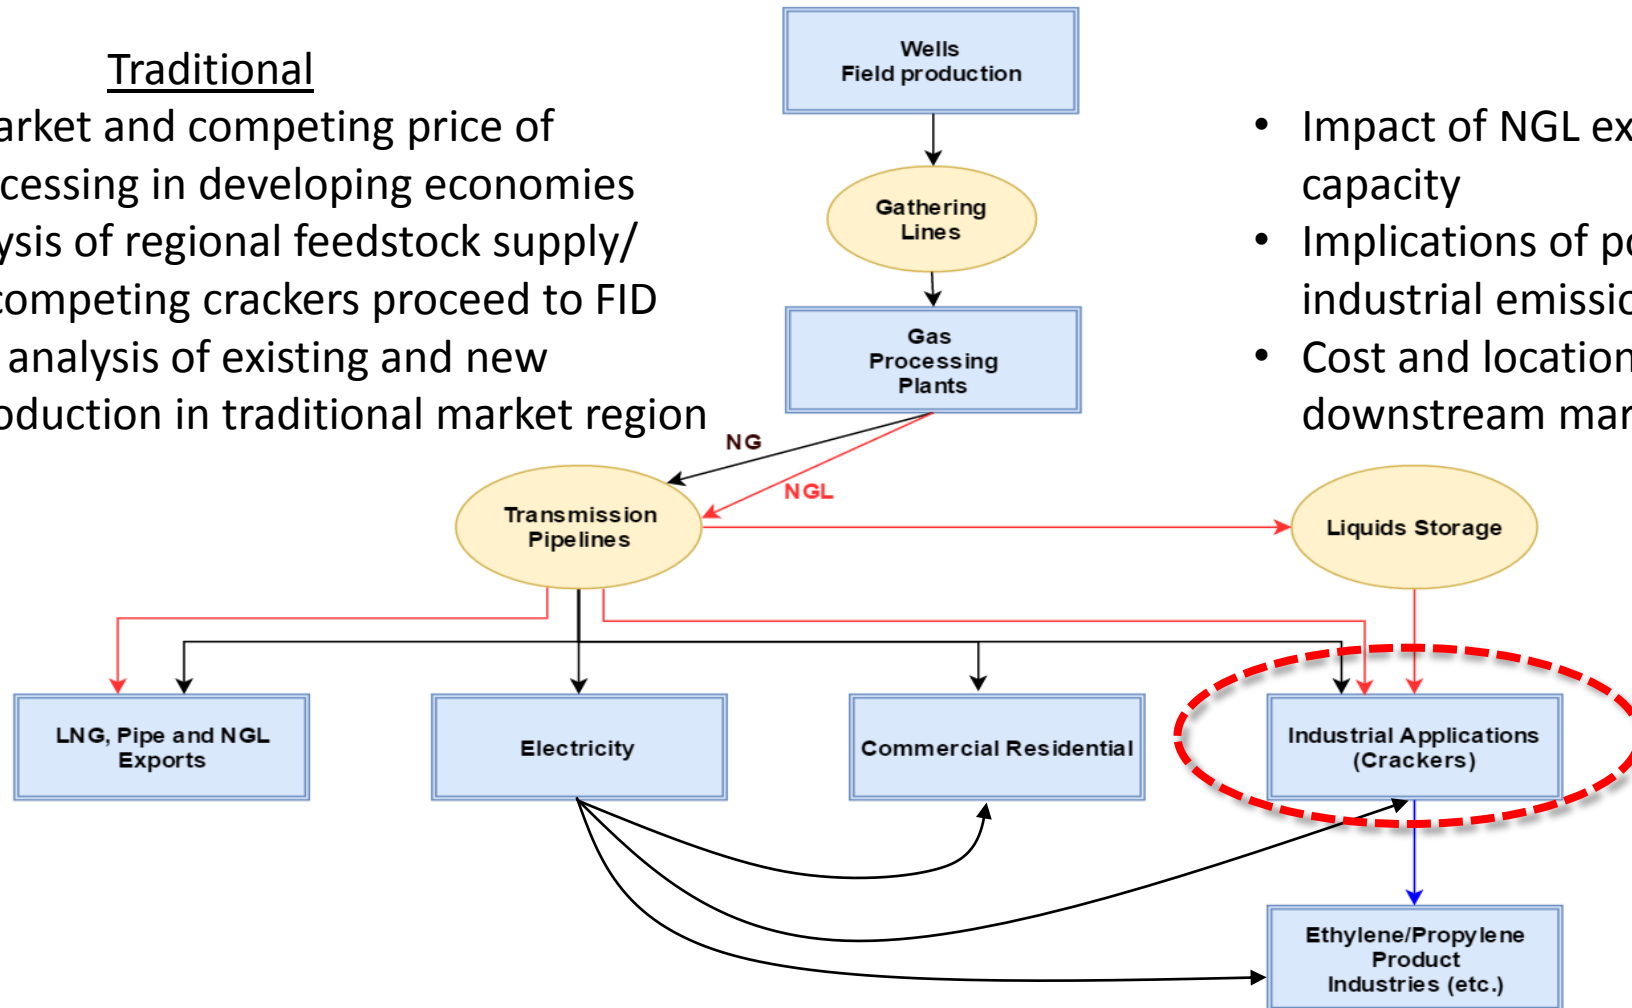 Traditional
arket and competing price of
cessing in developing economies
ysis of regional feedstock supply/
competing crackers proceed to FID
analysis of existing and new
oduction in traditional market region
• Impact of NGL ex
capacity
• Implications of po
industrial emissio
• Cost and location
downstream mar
Wells
Field production
Gathering
Lines
Gas
Processing
Plants
NG
NGL
Transmission
Pipelines
Liquids Storage
LNG, Pipe and NGL
Exports
Electricity
Commercial Residential
Industrial Applications
(Crackers)
Ethylene/Propylene
Product
Industries (etc.)